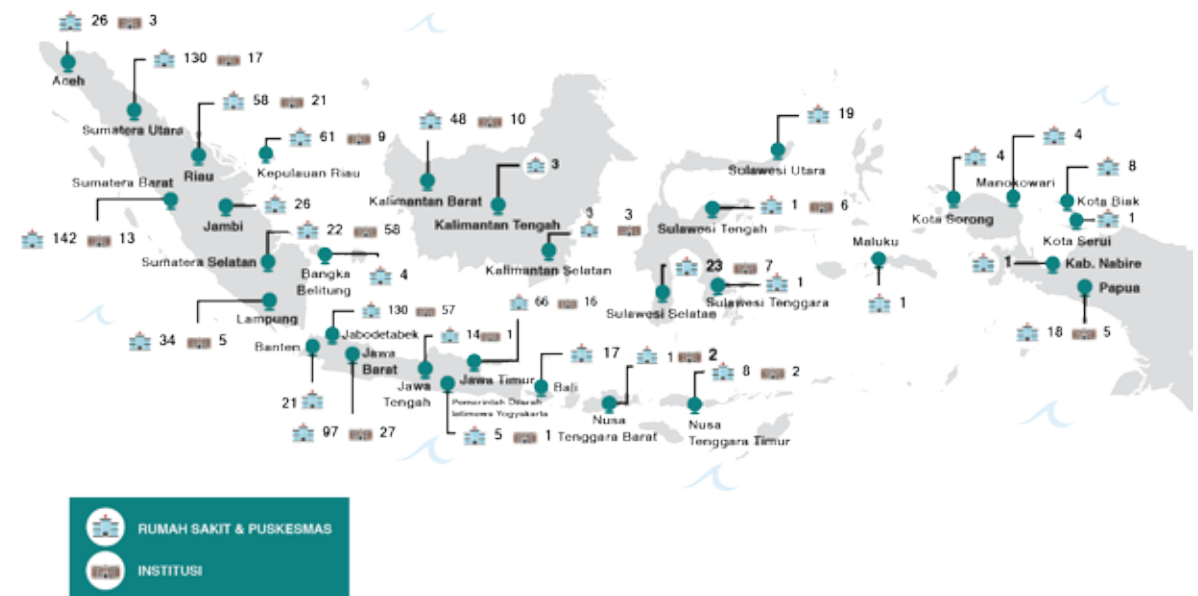 26 3
Aceh
130 17
Sumatera Utara
58 21
Riau
61 9
Kepulauan Riau
Sumatera Barat
142 13
26
Jambi
22 58
Sumatera Selatan
4
Bangka
Belitung
34 5
Lampung
48 10
Kalimantan Barat
3
Kalimantan Tengah
3
Kalimantan Selatan
19
Sulawesi Utara
1 6
Sulawesi Tengah
23 7
Sulawesi Selatan
1
Sulawesi Tenggara
Maluku
1
4
Kota Sorong
4
Manokowari
8
Kota Biak
1
Kota Serui
1
Kab. Nabire
Papua
18 5
130 57
Jabodetabek
Banten
21
Jawa
Barat
97 27
14 1
Jawa
Tengah
66 16
Jawa Timur
Pemerintah Daerah
Istimewa Yogyakarta
5 1
17
Bali
1 2
Nusa
Tenggara Barat
8 2
Nusa
Tenggara Timur
RUMAH SAKIT & PUSKESMAS
INSTITUSI